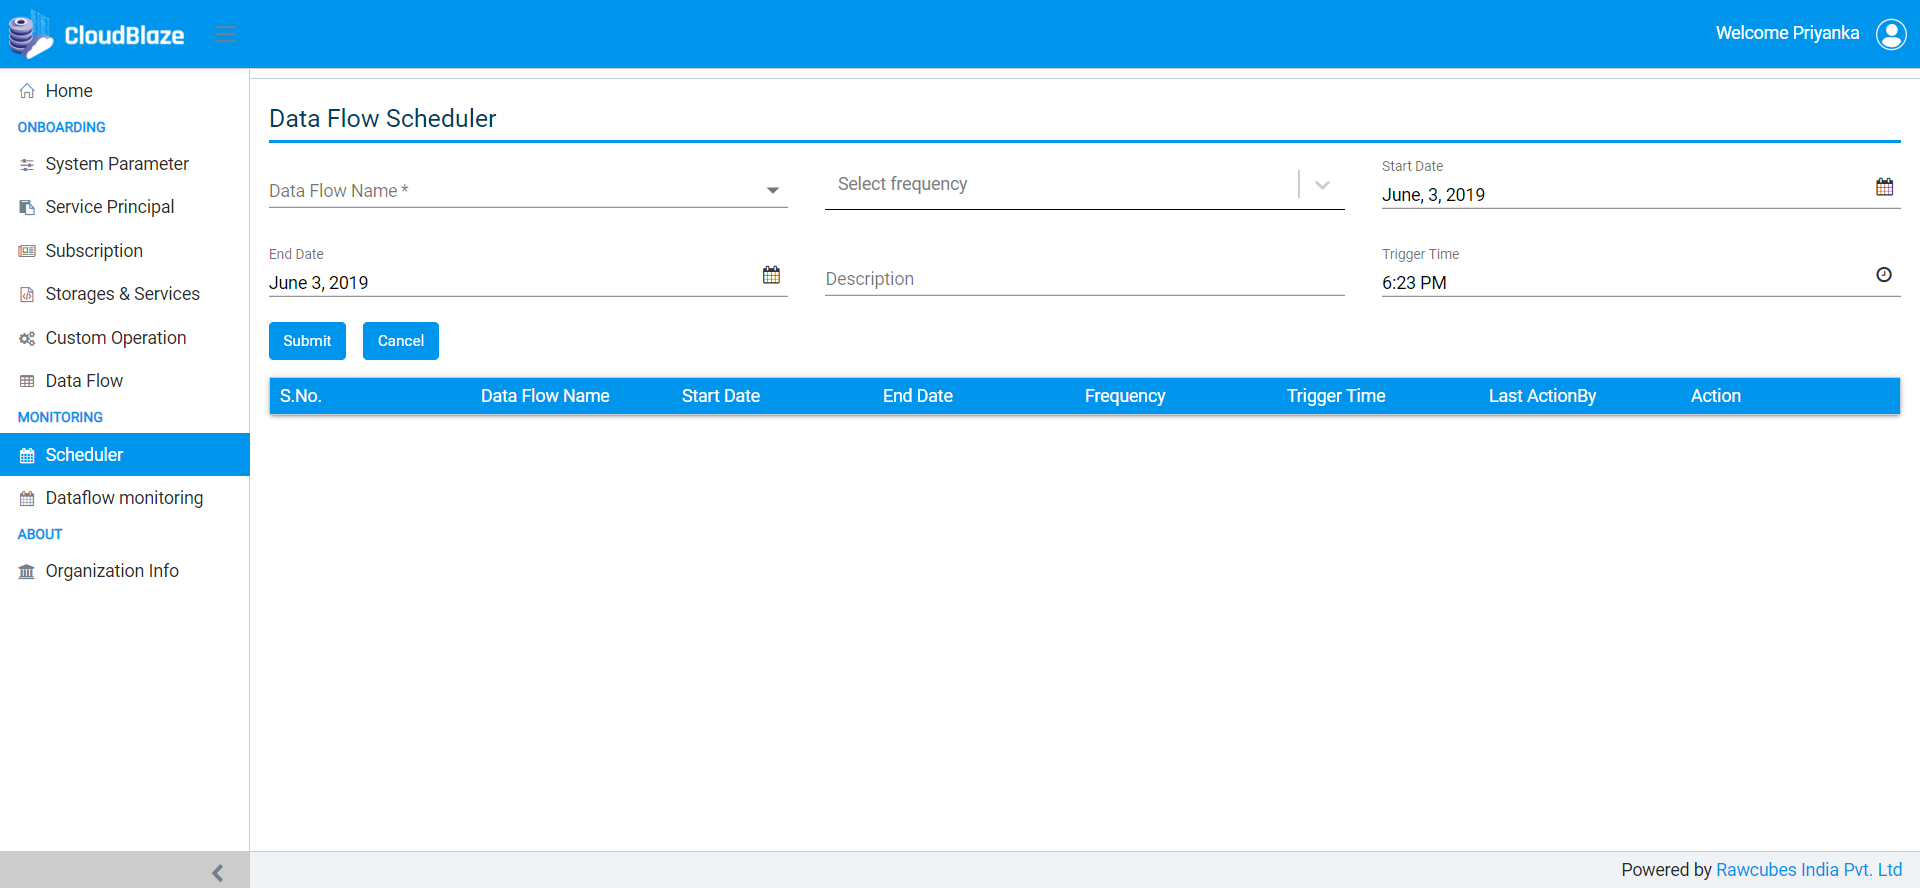 CloudBlaze
Welcome Priyanka
Home
ONBOARDING
System Parameter
Service Principal
Subscription
Storages & Services
Custom Operation
Data Flow
MONITORING
Scheduler
Dataflow monitoring
ABOUT
Organization Info
Data Flow Scheduler
Data Flow Name *
Select frequency
Start Date
June, 3, 2019
End Date
June 3, 2019
Description
Trigger Time
6:23 PM
Submit Cancel
S.No. Data Flow Name Start Date End Date Frequency Trigger Time Last ActionBy Action
Powered by Rawcubes India Pvt. Ltd